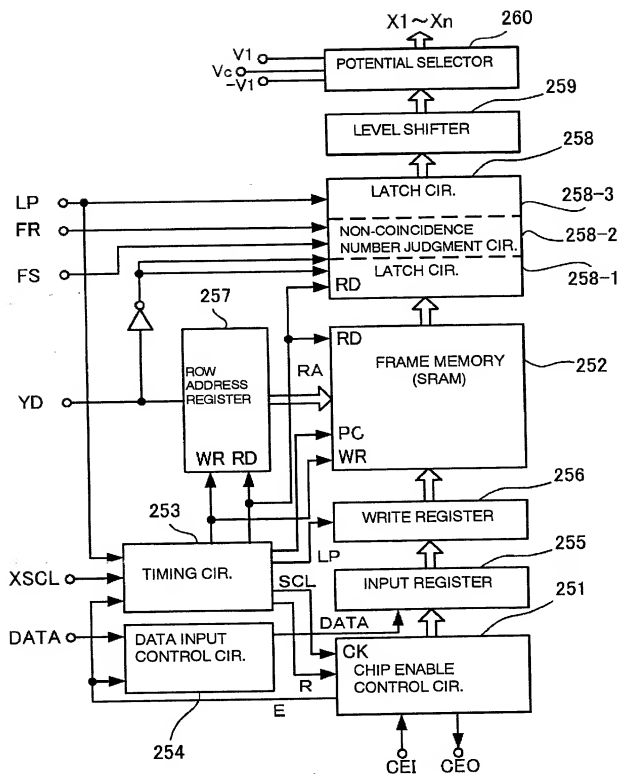 X1~Xn
260
V1
Vc
-V1
POTENTIAL SELECTOR
259
LEVEL SHIFTER
258
LP
LATCH CIR.
258-3
FR
NON-COINCIDENCE
NUMBER JUDGMENT CIR.
258-2
FS
LATCH CIR.
258-1
RD
257
RD
ROW
ADDRESS
REGISTER
RA
FRAME MEMORY
(SRAM)
252
YD
PC
WR RD
WR
256
253
WRITE REGISTER
LP
255
XSCL
TIMING CIR.
SCL
INPUT REGISTER
251
DATA
DATA INPUT
CONTROL CIR.
DATA
CK
CHIP ENABLE
CONTROL CIR.
R
E
254
CEI
CEO